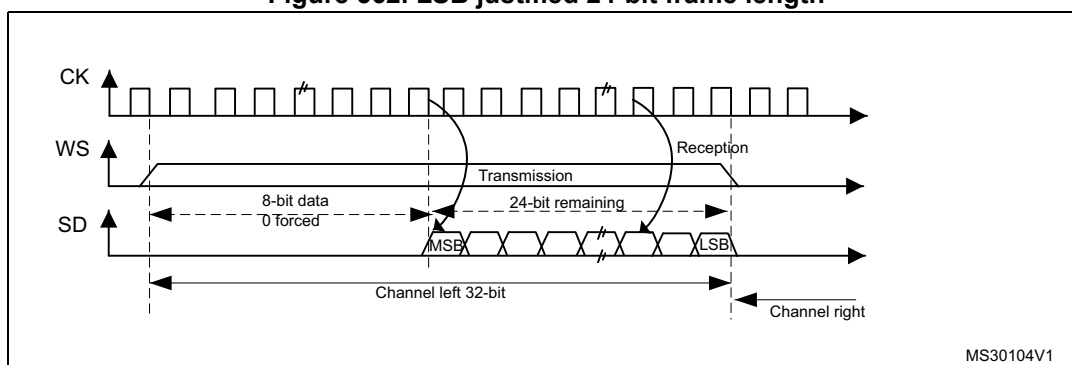 Figure 362. LSB justified 24-bit frame length
CK
WS
Reception
Transmission
8-bit data
0 forced
24-bit remaining
SD
MSB
LSB
Channel left 32-bit
Channel right
MS30104V1